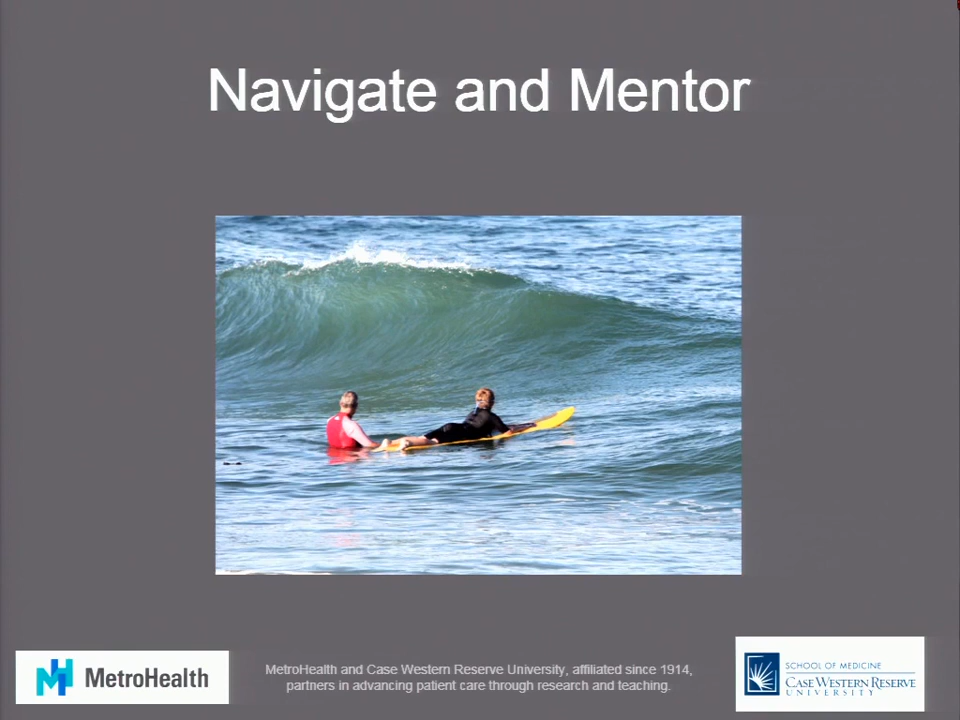 Navigate and Mentor
MetroHealth
MetroHealth and Case Western Reserve University, affiliated since 1914,
partners in advancing patient care through research and teaching.
SCHOOL OF MEDICINE
CASE WESTERN RESERVE
UNIVERSITY